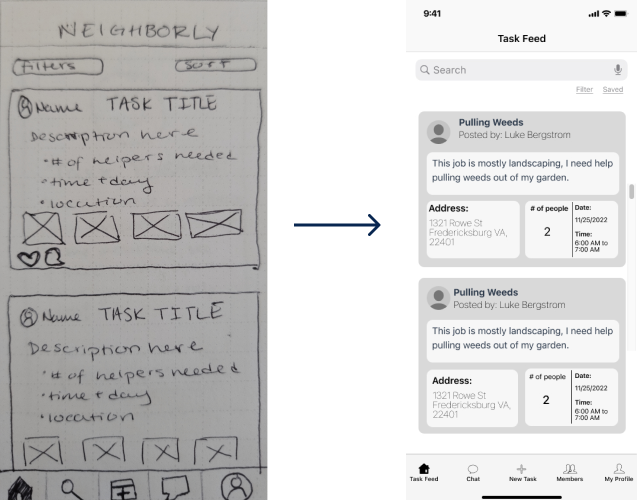 NEIGHBORLY
Filters
Sort
Name TASK TITLE
Description here
• # of helpers needed
• time + day
• location
Name TASK TITLE
Description here
• # of helpers needed
• time + day
• location
9:41
Task Feed
Search
Filter Saved
Pulling Weeds
Posted by: Luke Bergstrom
This job is mostly landscaping, I need help
pulling weeds out of my garden.
Address:
1321 Rowe St
Fredericksburg VA,
22401
# of people
2
Date:
11/25/2022
Time:
6:00 AM to
7:00 AM
Pulling Weeds
Posted by: Luke Bergstrom
This job is mostly landscaping, I need help
pulling weeds out of my garden.
Address:
1321 Rowe St
Fredericksburg VA,
22401
# of people
2
Date:
11/25/2022
Time:
6:00 AM to
7:00 AM
Task Feed
Chat
New Task
Members
My Profile